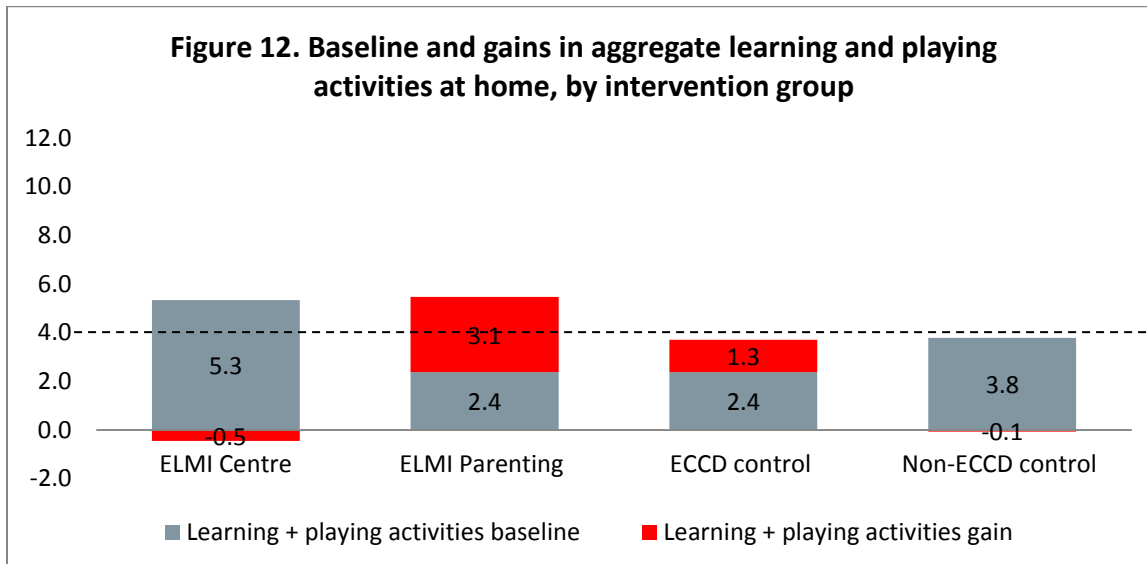 Figure 12. Baseline and gains in aggregate learning and playing
activities at home, by intervention group
12.0
10.0
8.0
6.0
4.0
2.0
0.0
-2.0
5.3
-0.5
3.1
2.4
1.3
2.4
3.8
-0.1
ELMI Centre
ELMI Parenting
ECCD control
Non-ECCD control
Learning + playing activities baseline
Learning + playing activities gain